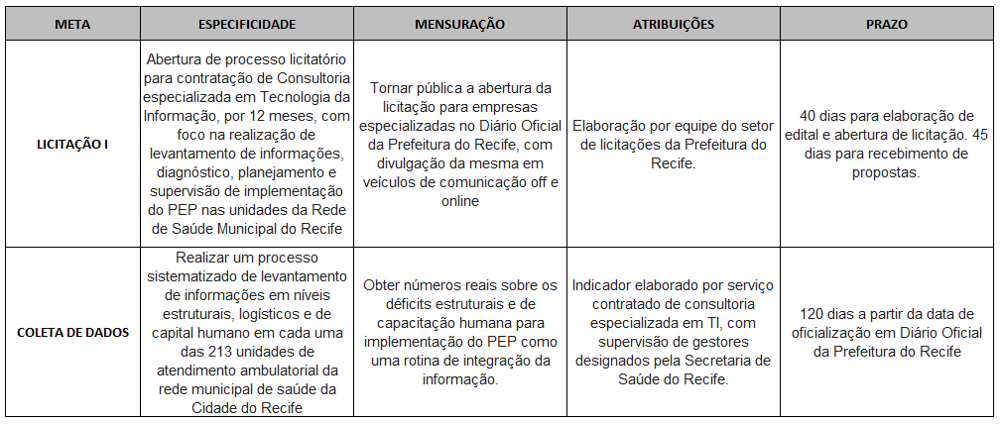 META
ESPECIFICIDADE
MENSURAÇÃO
ATRIBUIÇÕES
PRAZO
LICITAÇÃO I
Abertura de processo licitatório
para contratação de Consultoria
especializada em Tecnologia da
Informação, por 12 meses, com
foco na realização de
levantamento de informações,
diagnóstico, planejamento e
supervisão de implementação
do PEP nas unidades da Rede
de Saúde Municipal do Recife
Tornar pública a abertura da
licitação para empresas
especializadas no Diário Oficial
da Prefeitura do Recife, com
divulgação da mesma em
veículos de comunicação off e
online
Elaboração por equipe do setor
de licitações da Prefeitura do
Recife.
40 dias para elaboração de
edital e abertura de licitação. 45
dias para recebimento de
propostas.
COLETA DE DADOS
Realizar um processo
sistematizado de levantamento
de informações em níveis
estruturais, logísticos e de
capital humano em cada uma
das 213 unidades de
atendimento ambulatorial da
rede municipal de saúde da
Cidade do Recife
Obter números reais sobre os
déficits estruturais e de
capacitação humana para
implementação do PEP como
uma rotina de integração da
informação.
Indicador elaborado por serviço
contratado de consultoria
especializada em TI, com
supervisão de gestores
designados pela Secretaria de
Saúde do Recife.
120 dias a partir da data de
oficialização em Diário Oficial
da Prefeitura do Recife